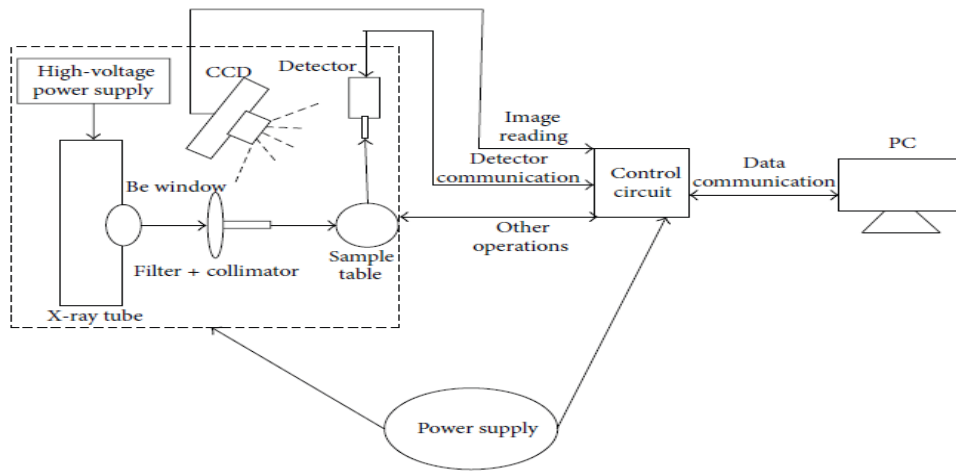 High-voltage
power supply
CCD
Detector
Image
reading
PC
Detector
communication
Control
circuit
Data
communication
Be window
Other
operations
Filter + collimator
Sample
table
X-ray tube
Power supply